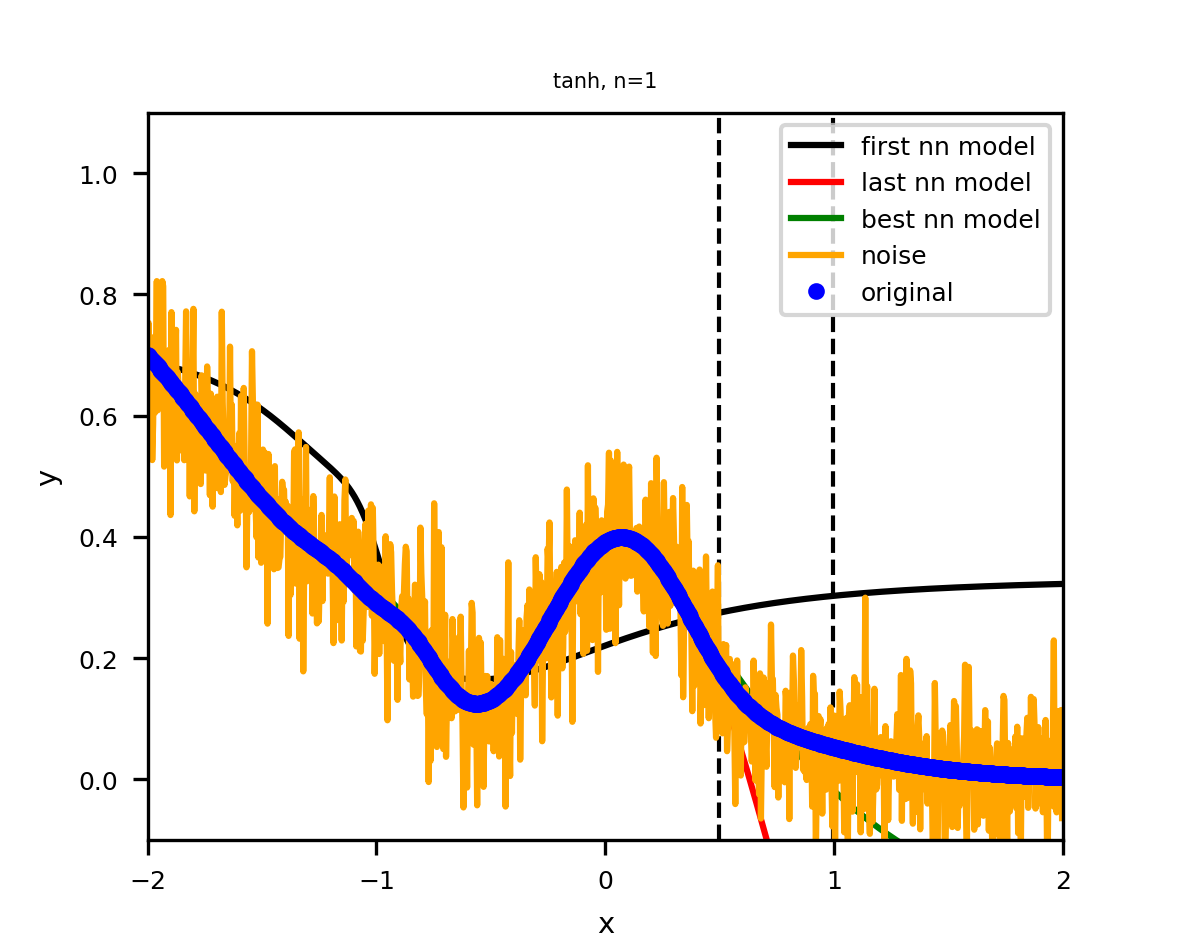 tanh, n=1
first nn model
last nn model
best nn model
noise
original
y
1.0
0.8
0.6
0.4
0.2
0.0
−2
−1
0
1
2
x